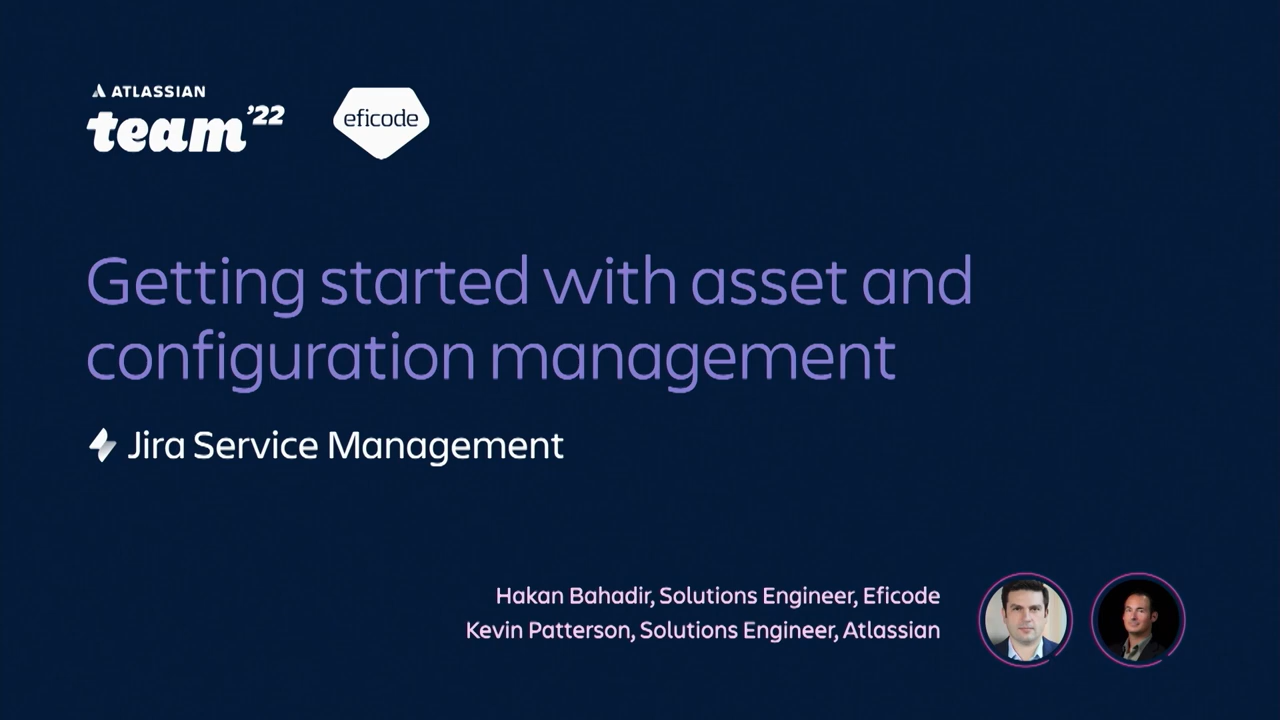 ATLASSIAN
team '22
eficode
Getting started with asset and
configuration management
Jira Service Management
Hakan Bahadir, Solutions Engineer, Eficode
Kevin Patterson, Solutions Engineer, Atlassian